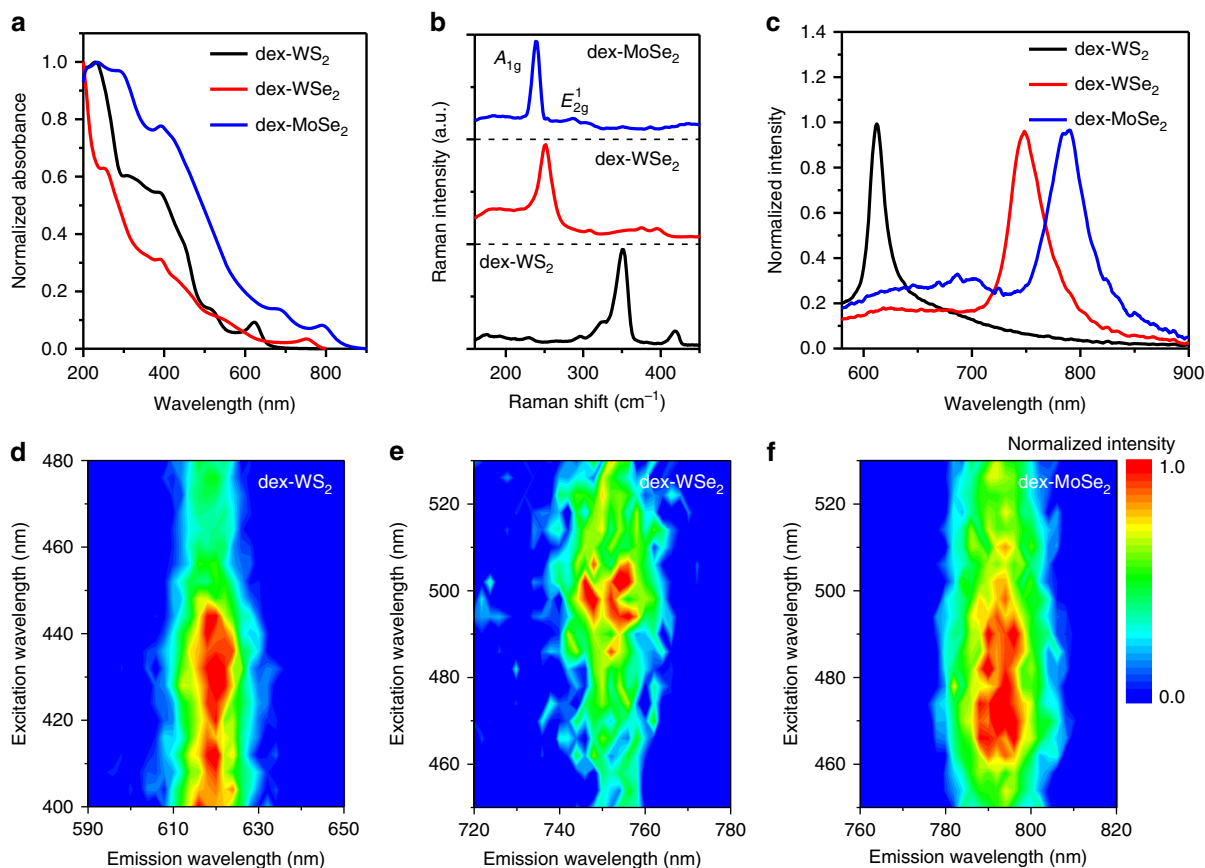 a
dex-WS2
dex-WSe2
dex-MoSe2
1.0
0.8
0.6
0.4
0.2
0.0
Normalized absorbance
200 400 600 800
Wavelength (nm)
b
A1g
E12g
dex-MoSe2
dex-WSe2
dex-WS2
Raman intensity (a.u.)
200 300 400
Raman shift (cm−1)
c
dex-WS2
dex-WSe2
dex-MoSe2
1.4
1.2
1.0
0.8
0.6
0.4
0.2
0.0
Normalized intensity
600 700 800 900
Wavelength (nm)
d
dex-WS2
480
460
440
420
400
Excitation wavelength (nm)
590 610 630 650
Emission wavelength (nm)
e
dex-WSe2
520
500
480
460
Excitation wavelength (nm)
720 740 760 780
Emission wavelength (nm)
f
dex-MoSe2
520
500
480
460
Excitation wavelength (nm)
760 780 800 820
Emission wavelength (nm)
Normalized intensity
1.0
0.0